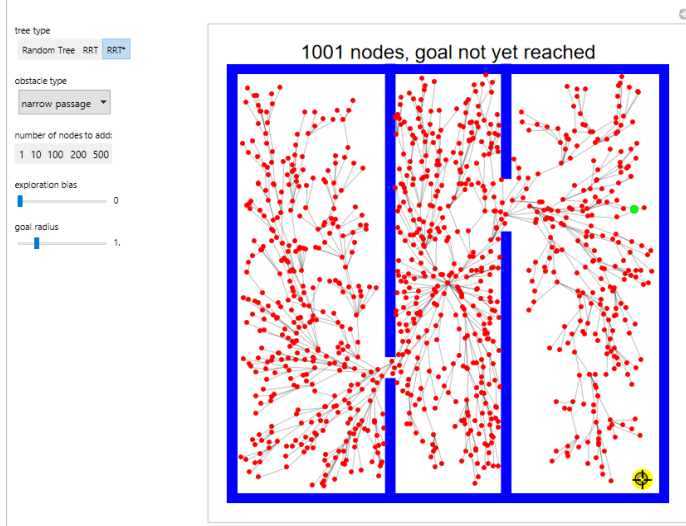 tree type
Random Tree RRT RRT*
obstacle type
narrow passage
number of nodes to add:
1 10 100 200 500
exploration bias
0
goal radius
1.
1001 nodes, goal not yet reached